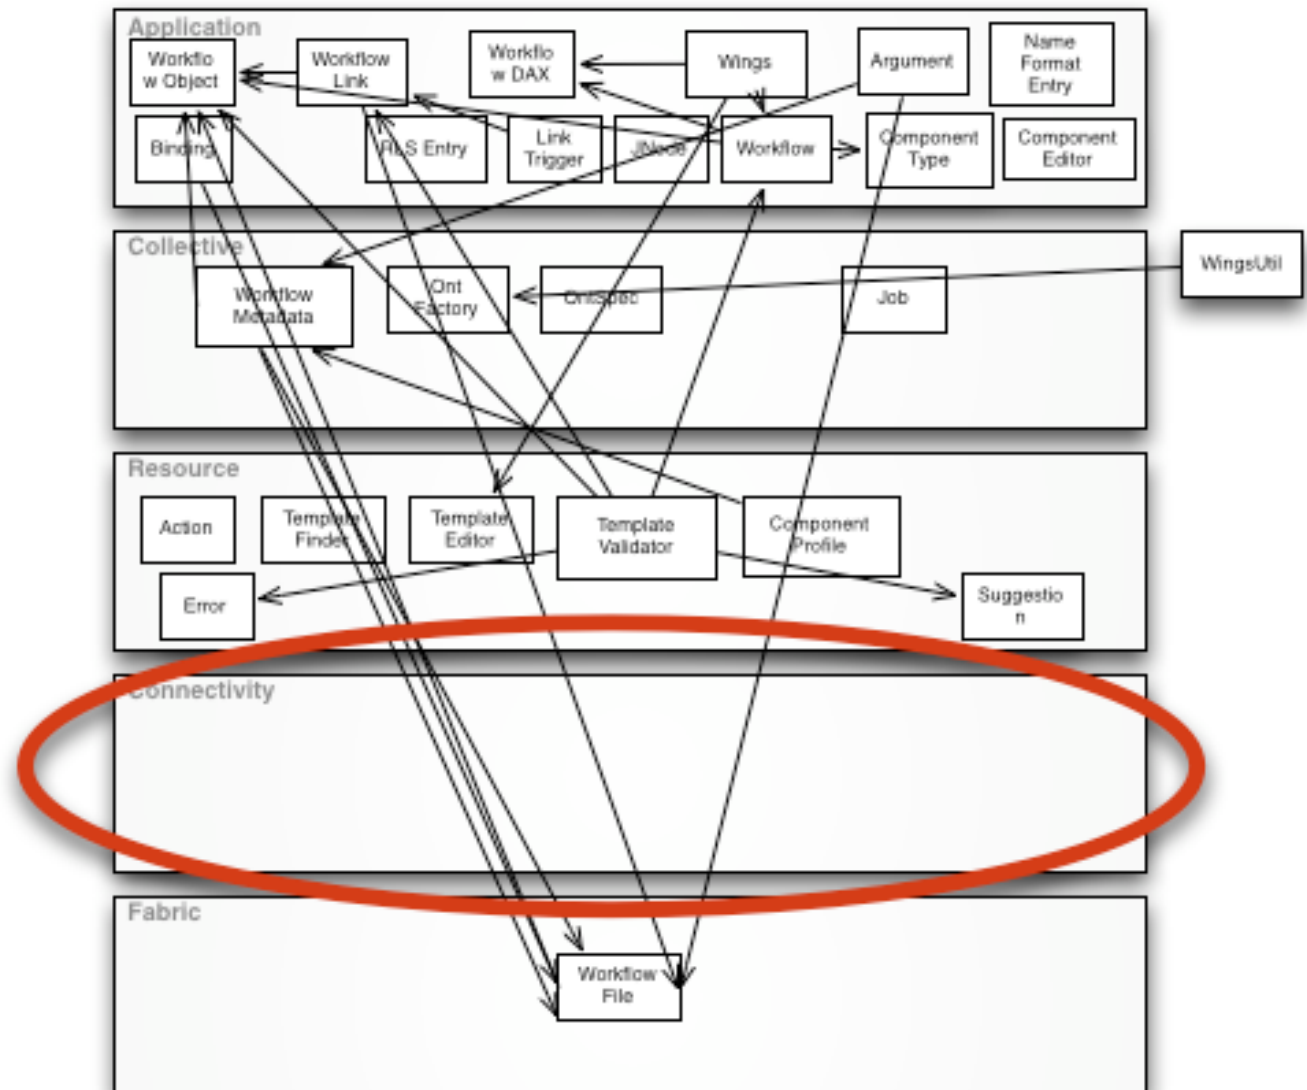 Application
Workflo
w Object
Workflow
Link
Workflo
w DAX
Wings
Argument
Name
Format
Entry
Binding
RLS Entry
Link
Trigger
JNode
Workflow
Component
Type
Component
Editor
Collective
Workflow
Metadata
Ont
Factory
OntSpec
Job
WingsUtil
Resource
Action
Template
Finder
Template
Editor
Template
Validator
Component
Profile
Error
Suggestio
n
Connectivity
Fabric
Workflow
File